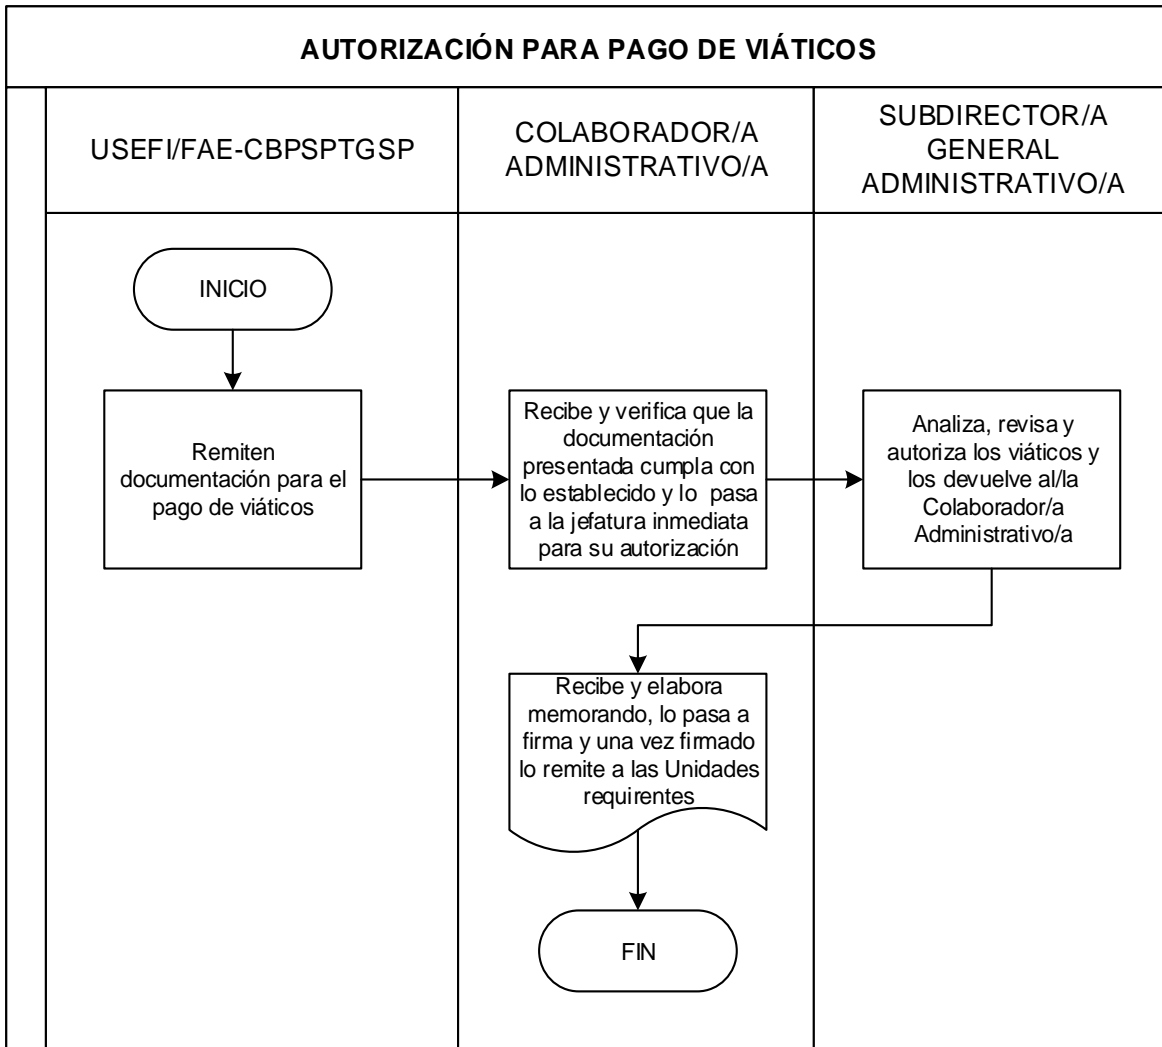 AUTORIZACIÓN PARA PAGO DE VIÁTICOS
USEFI/FAE-CBPSPTGSP
COLABORADOR/A
ADMINISTRATIVO/A
SUBDIRECTOR/A
GENERAL
ADMINISTRATIVO/A
INICIO
Remiten
documentación para el
pago de viáticos
Recibe y verifica que la
documentación
presentada cumpla con
lo establecido y lo pasa
a la jefatura inmediata
para su autorización
Analiza, revisa y
autoriza los viáticos y
los devuelve al/la
Colaborador/a
Administrativo/a
Recibe y elabora
memorando, lo pasa a
firma y una vez firmado
lo remite a las Unidades
requirentes
FIN